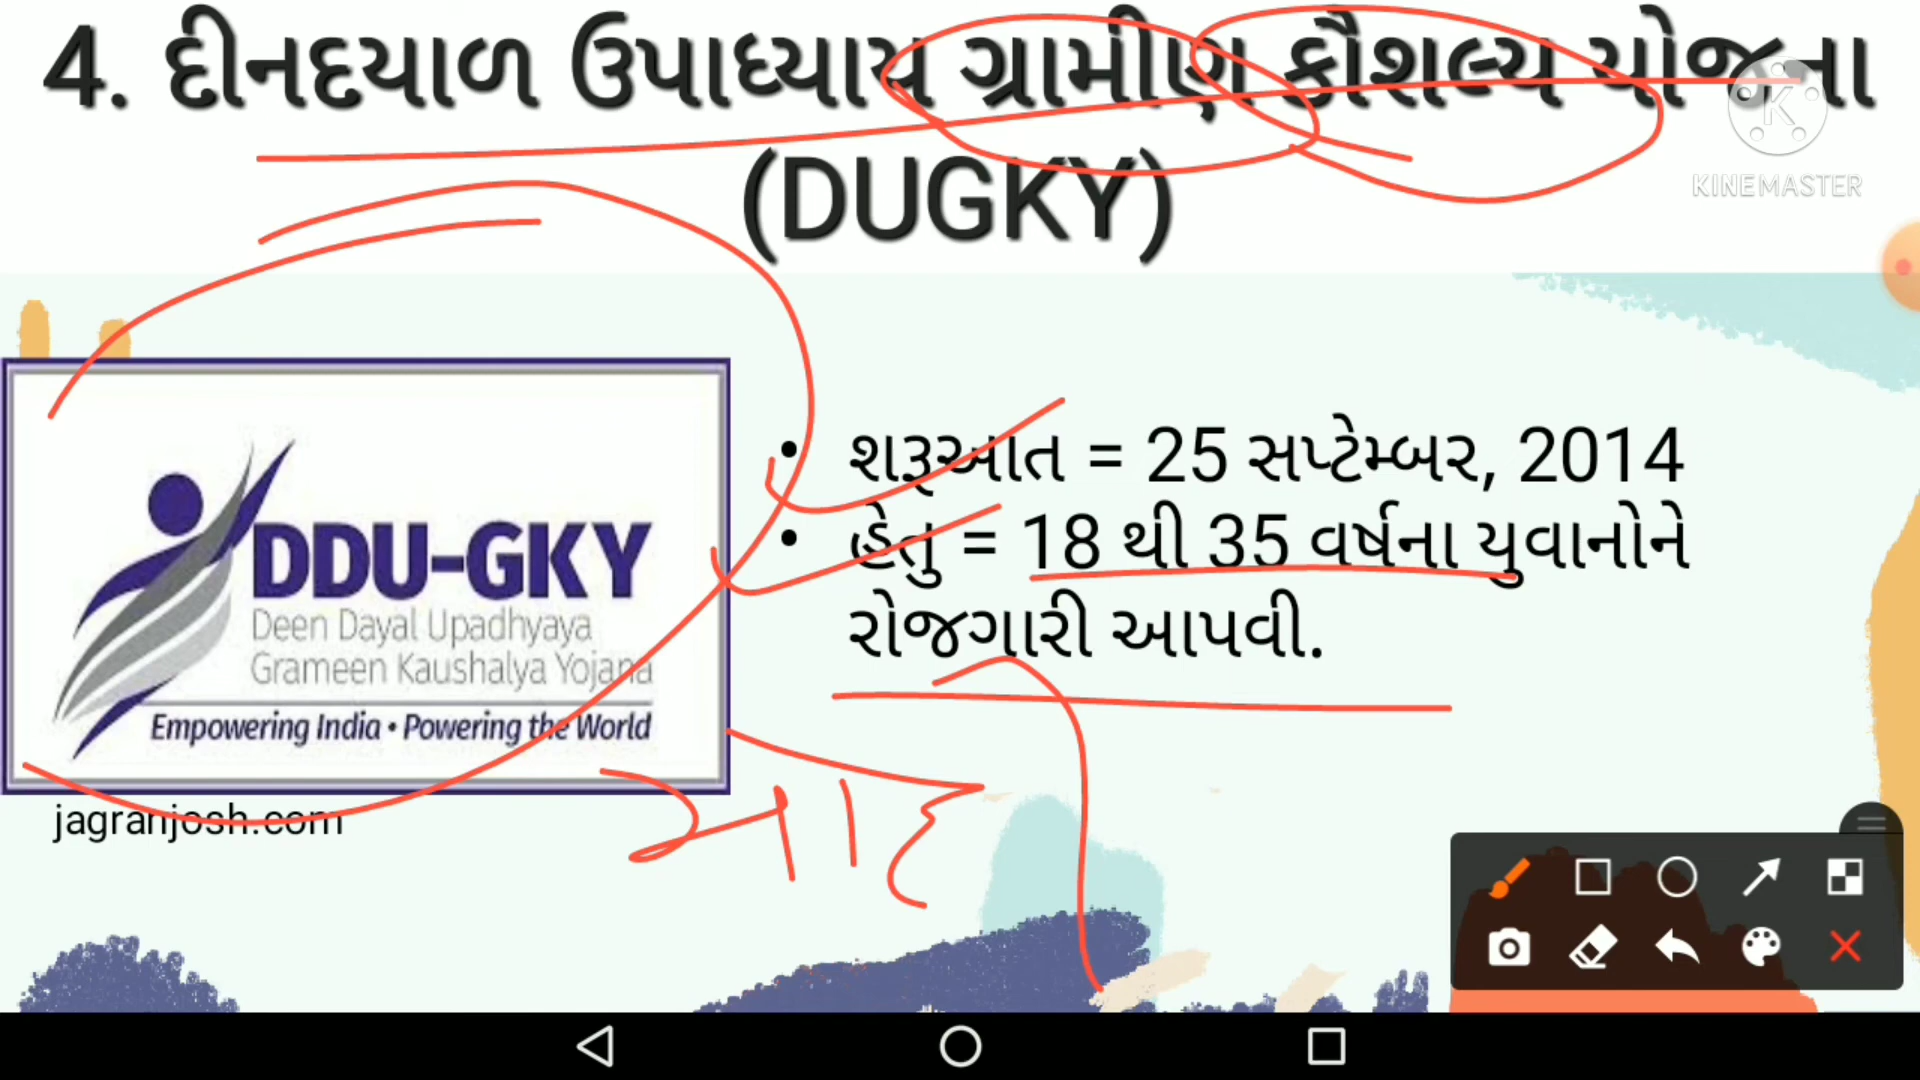 4. દીનદયાળ ઉપાધ્યાય ગ્રામીણ કૌશલ્ય યોજના
(DUGKY)
KINEMASTER
DDU-GKY
Deen Dayal Upadhyaya
Grameen Kaushalya Yojana
Empowering India • Powering the World
jagranjosh.com
• શરૂઆત = 25 સપ્ટેમ્બર, 2014
• હેતુ = 18 થી 35 વર્ષના યુવાનોને
રોજગારી આપવી.